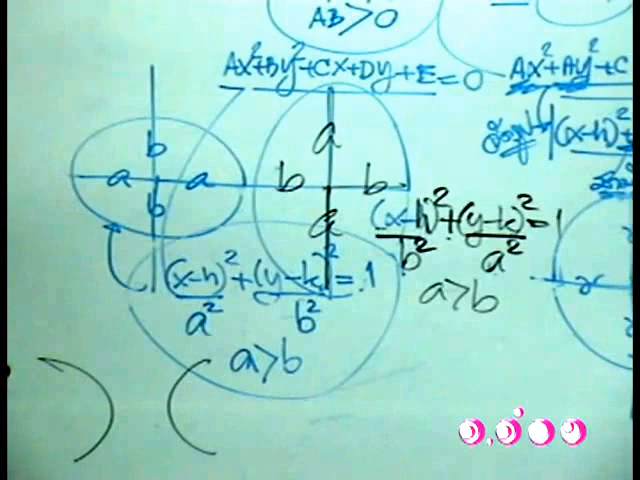 AB>0
Ax²+By²+Cx+Dy+E=0
Ax²+Ay²+C
(x-h)²+
b
a a
b
a
b b
a
(x-h)²/b² + (y-k)²/a² = 1
a>b
(x-h)²/a² + (y-k)²/b² = 1
a>b